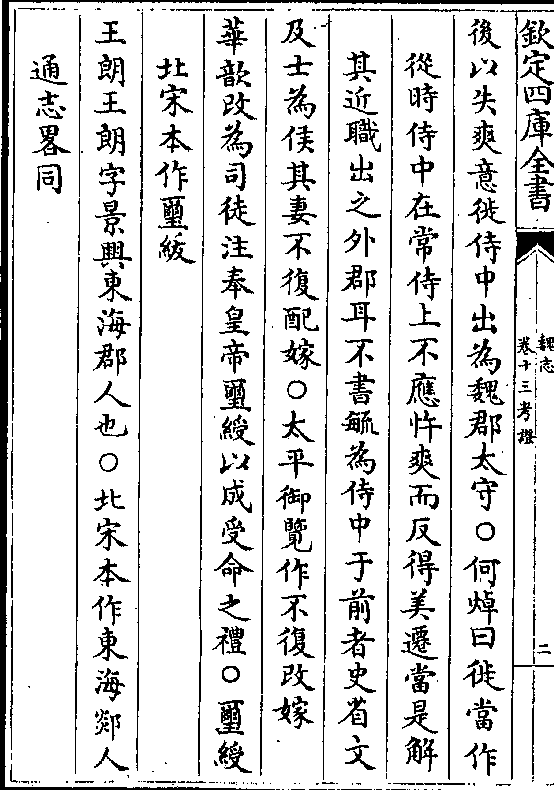 欽定四庫全書
魏志
卷十三考證
二
後以失爽意徙侍中出為魏郡太守○何焯曰徙當作
從時侍中在常侍上不應忤爽而反得美遷當是解
其近職出之外郡耳不書毓為侍中于前者史省文
及士為侯其妻不復配嫁○太平御覽作不復改嫁
華歆改為司徒注奉皇帝璽綬以成受命之禮○璽綬
北宋本作璽紱
王朗王朗字景興東海郡人也○北宋本作東海郯人
通志畧同